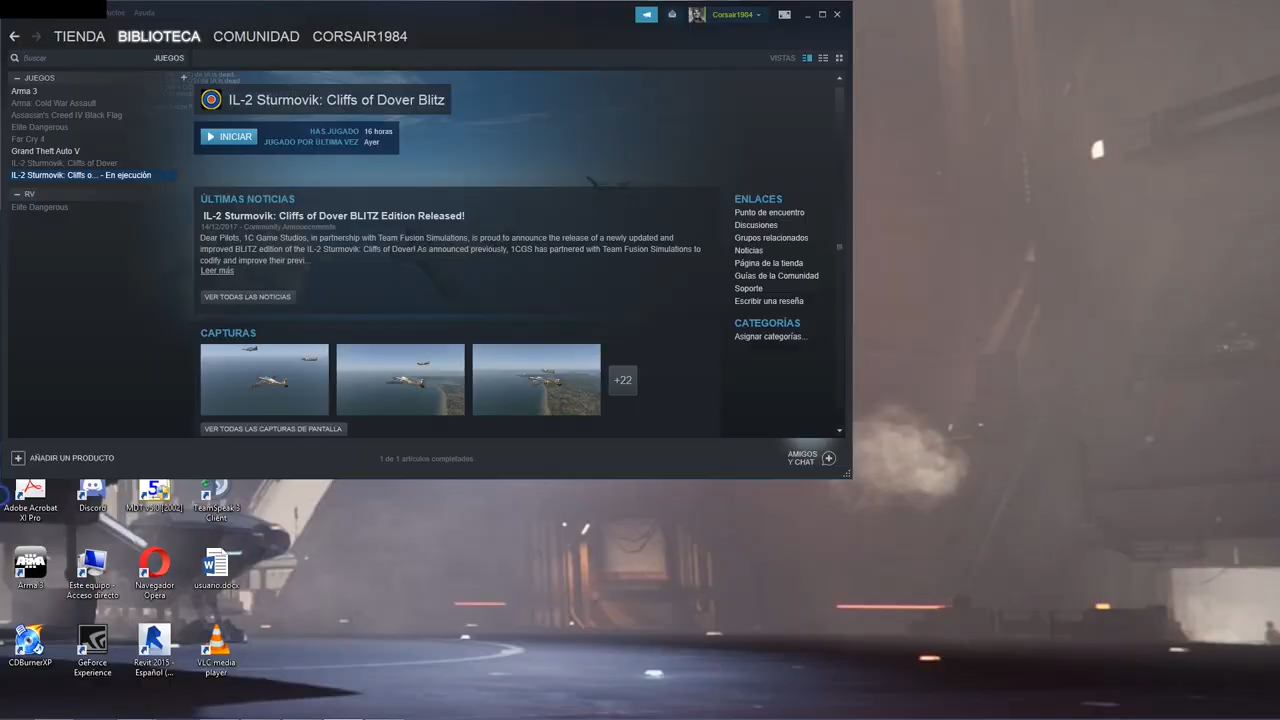 Ayuda
Corsair1984
TIENDA BIBLIOTECA COMUNIDAD CORSAIR1984
Buscar JUEGOS VISTAS
— JUEGOS +
Arma 3
Arma: Cold War Assault
Assassin's Creed IV Black Flag
Elite Dangerous
Far Cry 4
Grand Theft Auto V
IL-2 Sturmovik: Cliffs of Dover
IL-2 Sturmovik: Cliffs o... - En ejecución
— RV
Elite Dangerous
IL-2 Sturmovik: Cliffs of Dover Blitz
INICIAR
HAS JUGADO 16 horas
JUGADO POR ÚLTIMA VEZ Ayer
ÚLTIMAS NOTICIAS
IL-2 Sturmovik: Cliffs of Dover BLITZ Edition Released!
14/12/2017 - Community Announcements
Dear Pilots, 1C Game Studios, in partnership with Team Fusion Simulations, is proud to announce the release of a newly updated and
improved BLITZ edition of the IL-2 Sturmovik: Cliffs of Dover! As announced previously, 1CGS has partnered with Team Fusion Simulations to
codify and improve their previ...
Leer más
VER TODAS LAS NOTICIAS
CAPTURAS
+22
VER TODAS LAS CAPTURAS DE PANTALLA
ENLACES
Punto de encuentro
Discusiones
Grupos relacionados
Noticias
Página de la tienda
Guías de la Comunidad
Soporte
Escribir una reseña
CATEGORÍAS
Asignar categorías...
AÑADIR UN PRODUCTO
1 de 1 artículos completados
AMIGOS
Y CHAT
Adobe Acrobat
XI Pro
Discord
MDT v5.0 [2002]
TeamSpeak 3
Client
Arma 3
Este equipo -
Acceso directo
Navegador
Opera
usuario.docx
CDBurnerXP
GeForce
Experience
Revit 2015 -
Español (...
VLC media
player